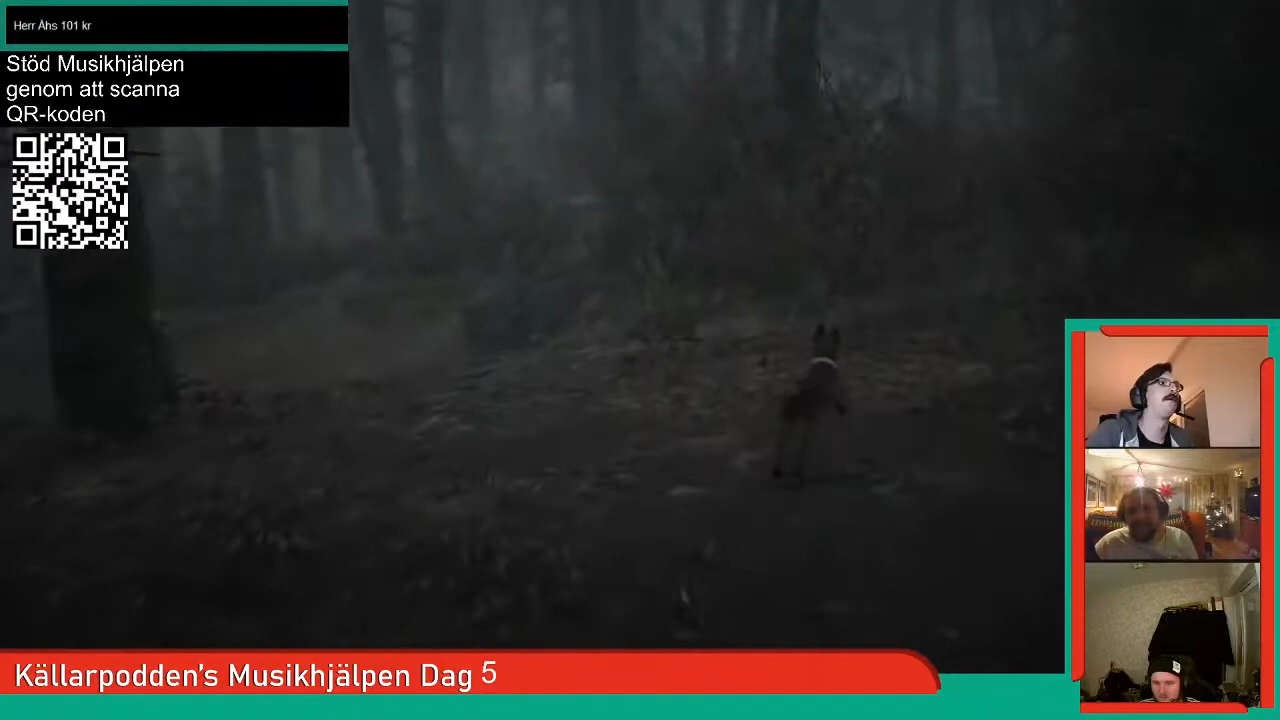 Herr Åhs 101 kr
Stöd Musikhjälpen
genom att scanna
QR-koden
Källarpodden's Musikhjälpen Dag 5